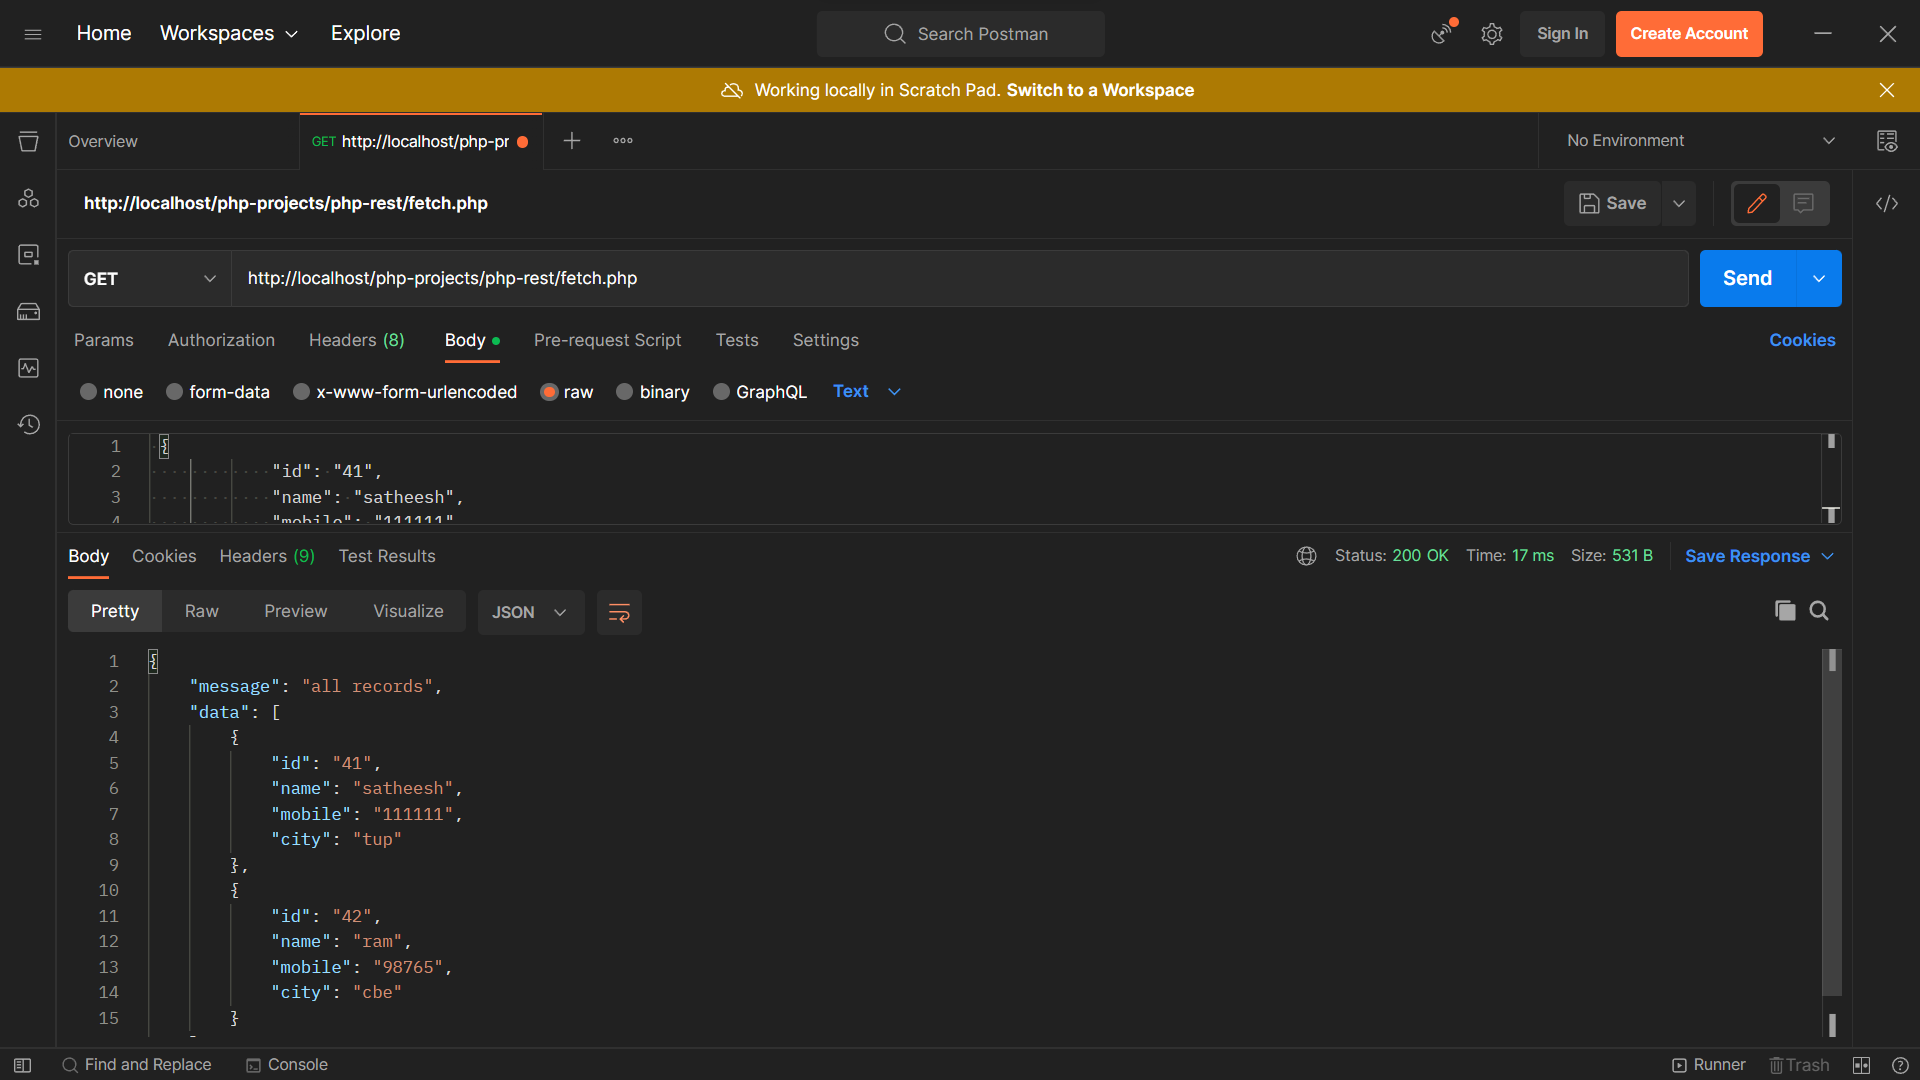 Home Workspaces Explore Search Postman Sign In Create Account
Working locally in Scratch Pad. Switch to a Workspace
Overview GET http://localhost/php-pr No Environment
http://localhost/php-projects/php-rest/fetch.php Save
GET http://localhost/php-projects/php-rest/fetch.php Send
Params Authorization Headers (8) Body Pre-request Script Tests Settings Cookies
none form-data x-www-form-urlencoded raw binary GraphQL Text
1 {
2 "id": "41",
3 "name": "satheesh",
4 "mobile": "111111"
Body Cookies Headers (9) Test Results Status: 200 OK Time: 17 ms Size: 531 B Save Response
Pretty Raw Preview Visualize JSON
1 {
2 "message": "all records",
3 "data": [
4 {
5 "id": "41",
6 "name": "satheesh",
7 "mobile": "111111",
8 "city": "tup"
9 },
10 {
11 "id": "42",
12 "name": "ram",
13 "mobile": "98765",
14 "city": "cbe"
15 }
Find and Replace Console Runner Trash